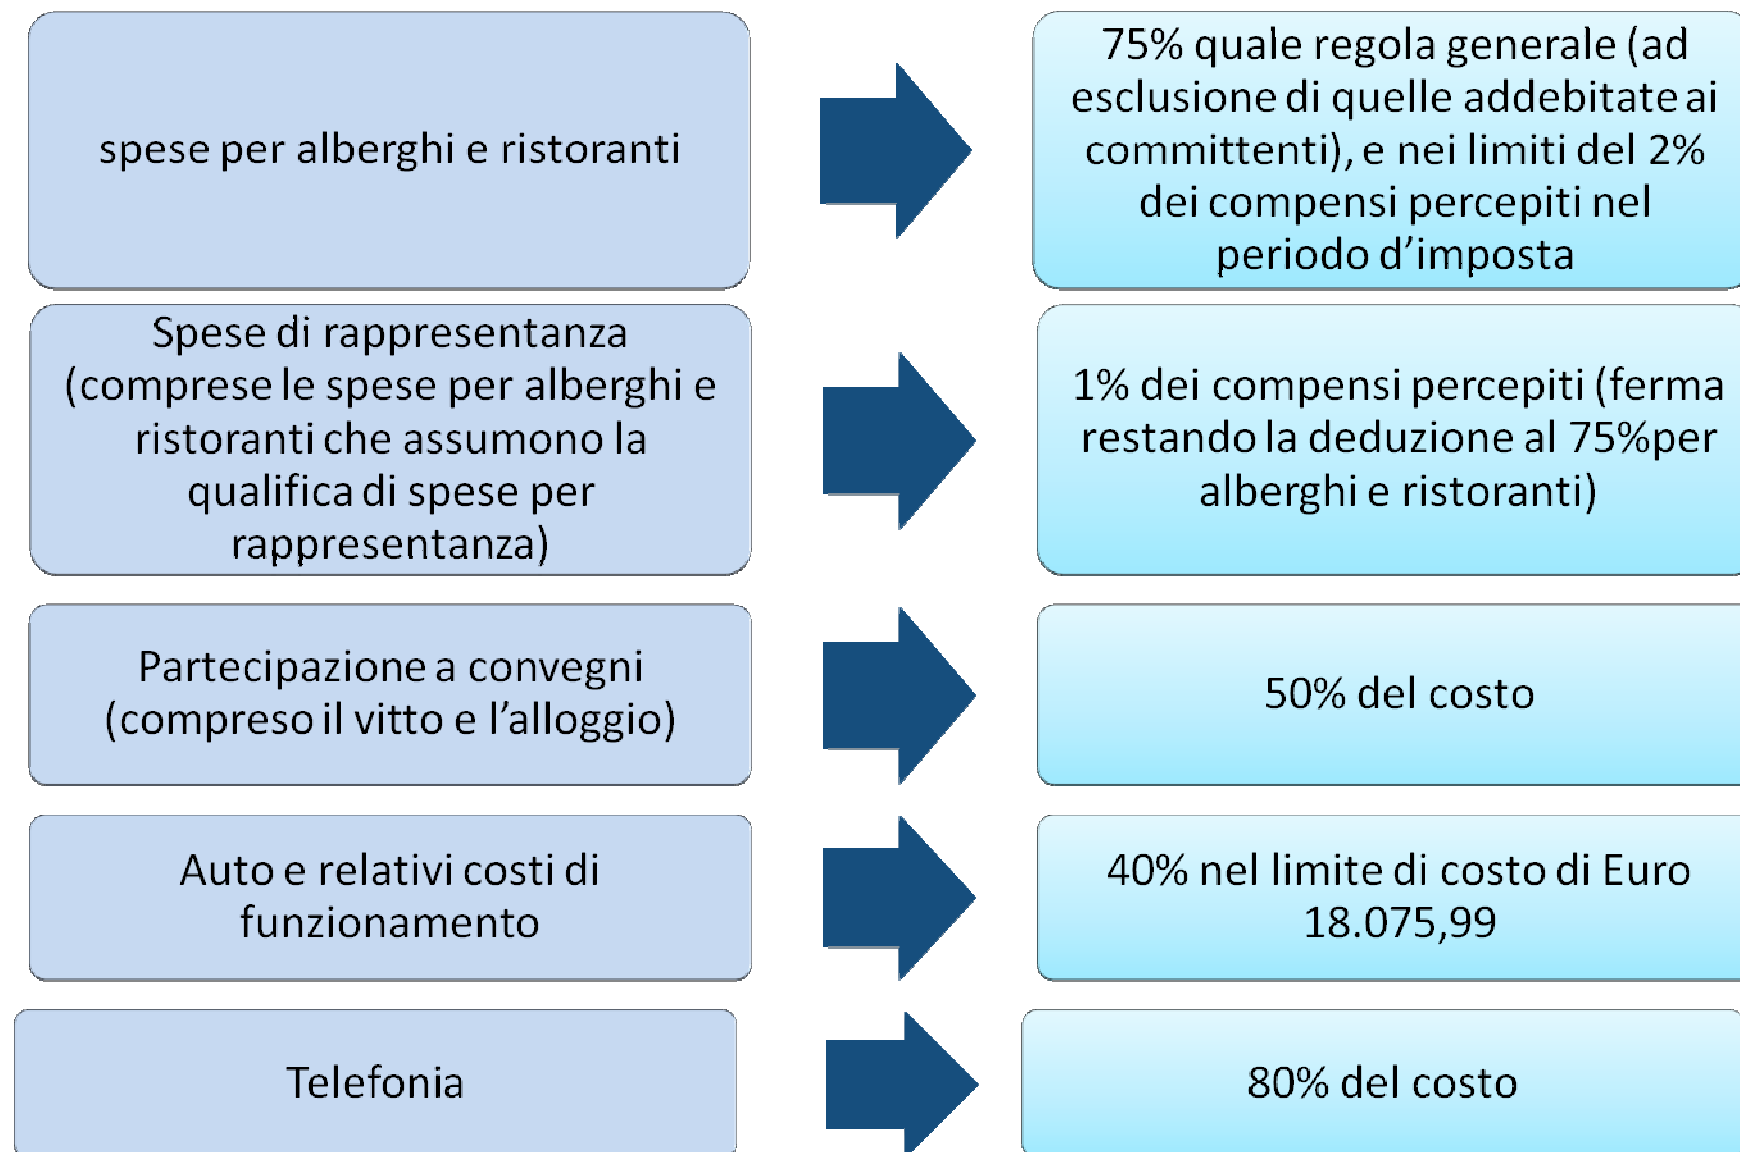 spese per alberghi e ristoranti
75% quale regola generale (ad
esclusione di quelle addebitate ai
committenti), e nei limiti del 2%
dei compensi percepiti nel
periodo d’imposta
Spese di rappresentanza
(comprese le spese per alberghi e
ristoranti che assumono la
qualifica di spese per
rappresentanza)
1% dei compensi percepiti (ferma
restando la deduzione al 75%per
alberghi e ristoranti)
Partecipazione a convegni
(compreso il vitto e l’alloggio)
50% del costo
Auto e relativi costi di
funzionamento
40% nel limite di costo di Euro
18.075,99
Telefonia
80% del costo